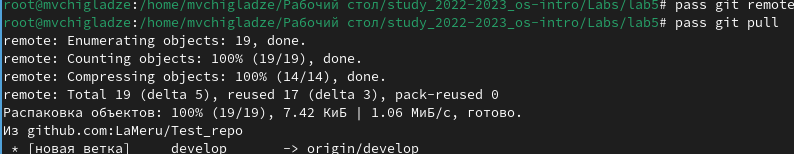 root@mvchigladze:/home/mvchigladze/Рабочий стол/study_2022-2023_os-intro/Labs/lab5# pass git remote
root@mvchigladze:/home/mvchigladze/Рабочий стол/study_2022-2023_os-intro/Labs/lab5# pass git pull
remote: Enumerating objects: 19, done.
remote: Counting objects: 100% (19/19), done.
remote: Compressing objects: 100% (14/14), done.
remote: Total 19 (delta 5), reused 17 (delta 3), pack-reused 0
Распаковка объектов: 100% (19/19), 7.42 КиБ | 1.06 МиБ/с, готово.
Из github.com:LaMeru/Test_repo
 * [новая ветка]     develop      -> origin/develop